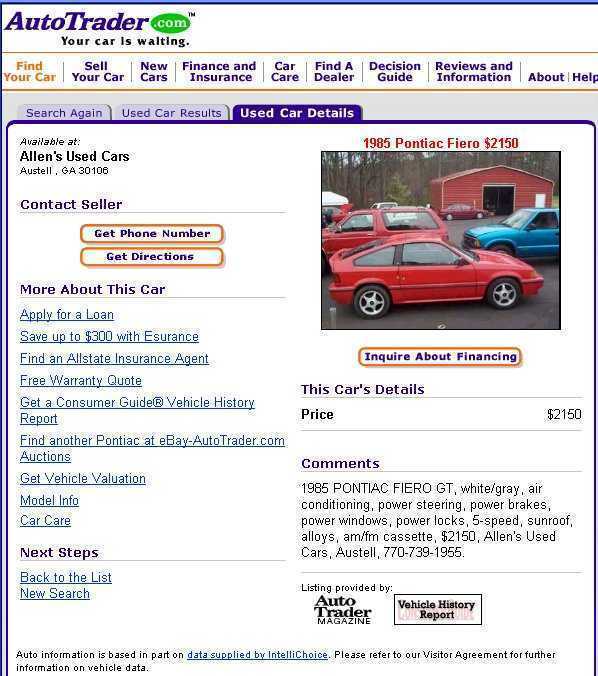 AutoTrader.com™
Your car is waiting.
Find Your Car
Sell Your Car
New Cars
Finance and Insurance
Car Care
Find A Dealer
Decision Guide
Reviews and Information
About
Help
Search Again
Used Car Results
Used Car Details
Available at:
Allen's Used Cars
Austell , GA 30106
Contact Seller
Get Phone Number
Get Directions
More About This Car
Apply for a Loan
Save up to $300 with Esurance
Find an Allstate Insurance Agent
Free Warranty Quote
Get a Consumer Guide® Vehicle History
Report
Find another Pontiac at eBay-AutoTrader.com
Auctions
Get Vehicle Valuation
Model Info
Car Care
Next Steps
Back to the List
New Search
1985 Pontiac Fiero $2150
Inquire About Financing
This Car's Details
Price $2150
Comments
1985 PONTIAC FIERO GT, white/gray, air
conditioning, power steering, power brakes,
power windows, power locks, 5-speed, sunroof,
alloys, am/fm cassette, $2150, Allen's Used
Cars, Austell, 770-739-1955.
Listing provided by:
Auto
Trader
MAGAZINE
Vehicle History
Report
Auto information is based in part on data supplied by IntelliChoice. Please refer to our Visitor Agreement for further
information on vehicle data.